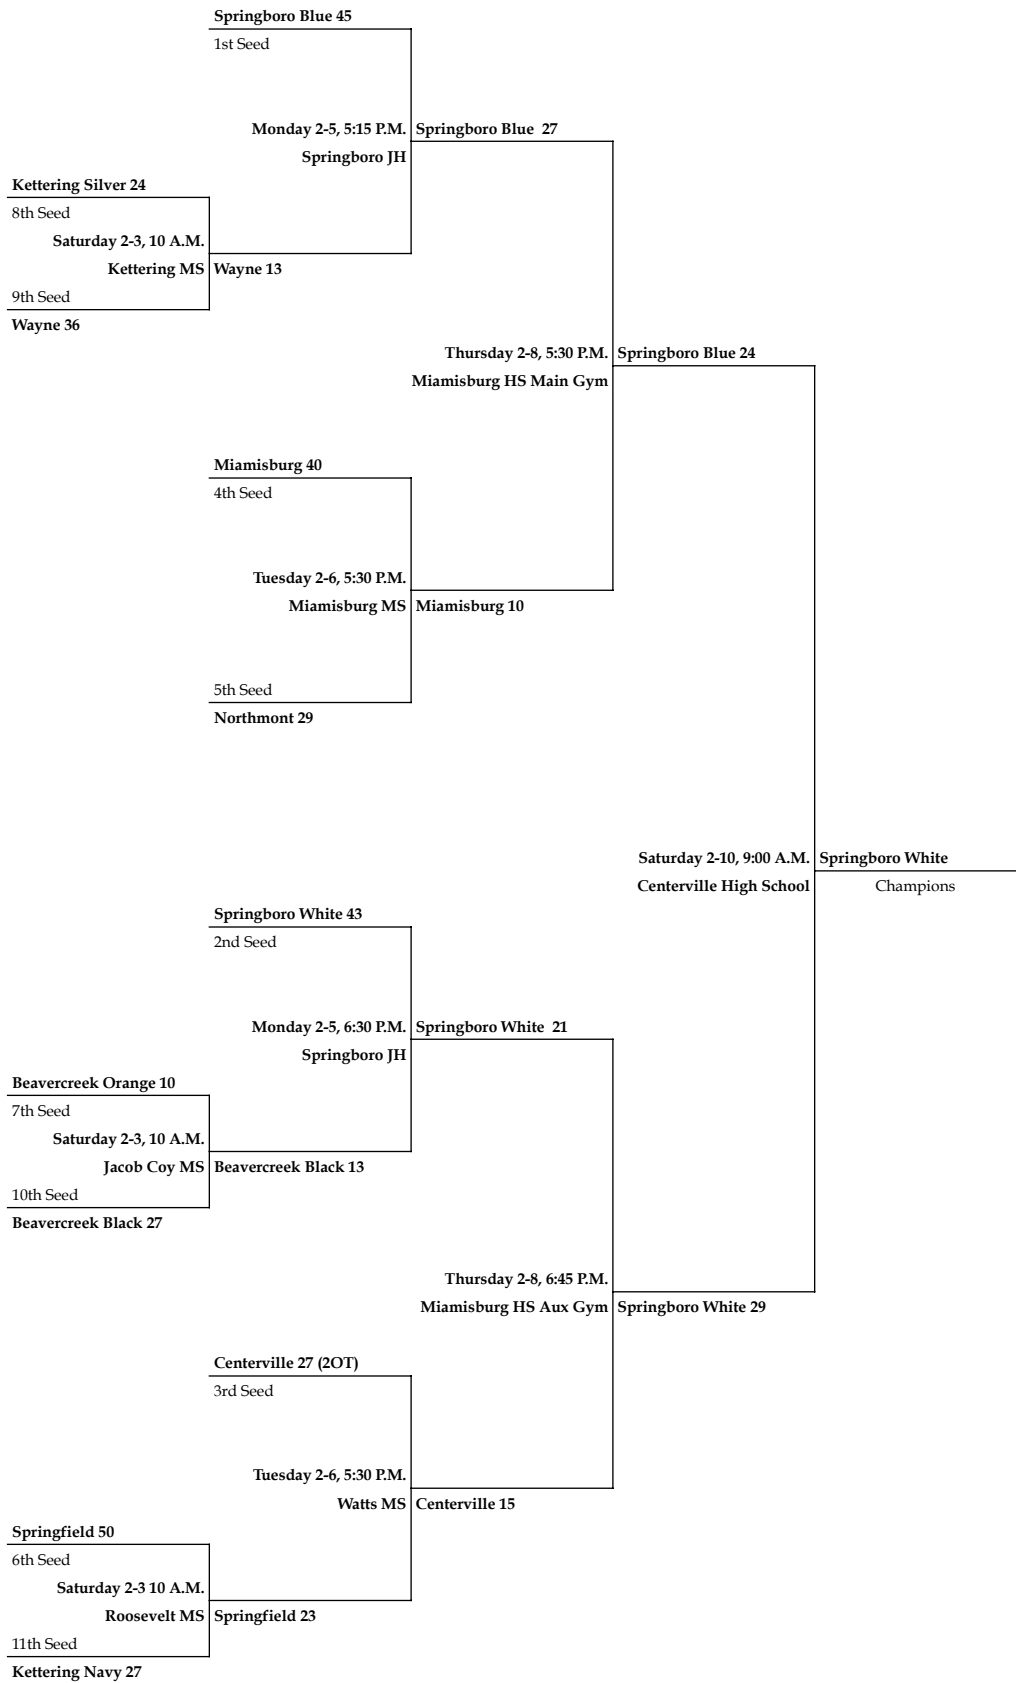 Springboro Blue 45
1st Seed
Monday 2-5, 5:15 P.M.
Springboro Blue  27
Springboro JH
Kettering Silver 24
8th Seed
Saturday 2-3, 10 A.M.
Kettering MS
Wayne 13
9th Seed
Wayne 36
Thursday 2-8, 5:30 P.M.
Springboro Blue 24
Miamisburg HS Main Gym
Miamisburg 40
4th Seed
Tuesday 2-6, 5:30 P.M.
Miamisburg MS
Miamisburg 10
5th Seed
Northmont 29
Saturday 2-10, 9:00 A.M.
Springboro White
Centerville High School
Champions
Springboro White 43
2nd Seed
Monday 2-5, 6:30 P.M.
Springboro White  21
Springboro JH
Beavercreek Orange 10
7th Seed
Saturday 2-3, 10 A.M.
Jacob Coy MS
Beavercreek Black 13
10th Seed
Beavercreek Black 27
Thursday 2-8, 6:45 P.M.
Miamisburg HS Aux Gym
Springboro White 29
Centerville 27 (2OT)
3rd Seed
Tuesday 2-6, 5:30 P.M.
Watts MS
Centerville 15
Springfield 50
6th Seed
Saturday 2-3 10 A.M.
Roosevelt MS
Springfield 23
11th Seed
Kettering Navy 27